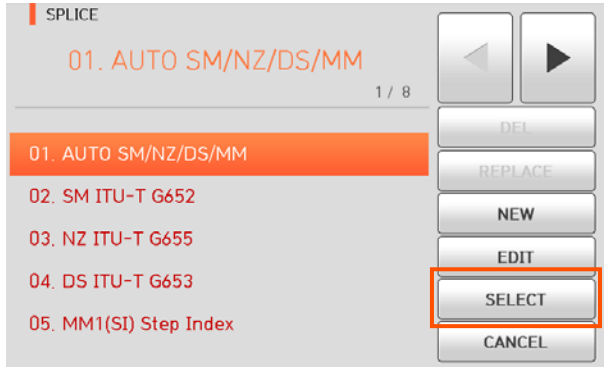 SPLICE
01. AUTO SM/NZ/DS/MM
1 / 8
01. AUTO SM/NZ/DS/MM
02. SM ITU-T G652
03. NZ ITU-T G655
04. DS ITU-T G653
05. MM1(SI) Step Index
DEL
REPLACE
NEW
EDIT
SELECT
CANCEL